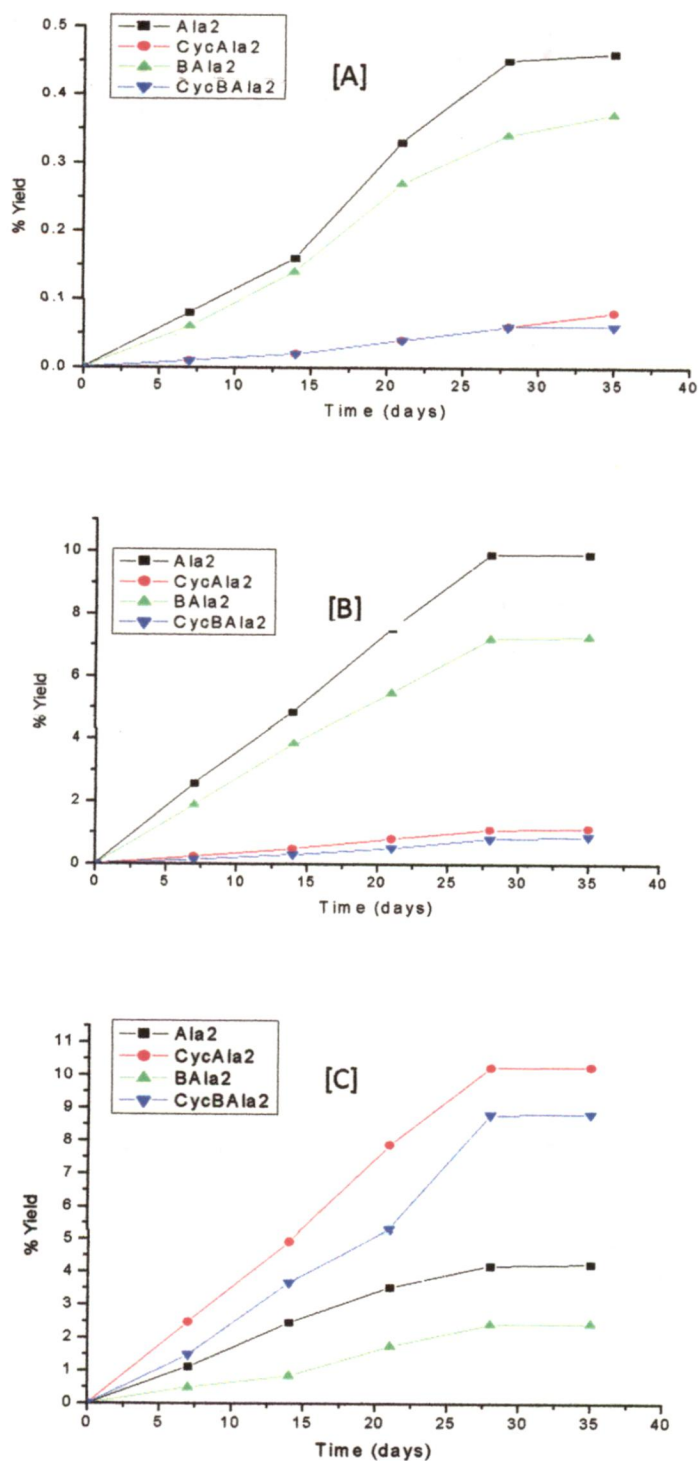 0.5
0.4
0.3
0.2
0.1
0.0
% Yield
Ala2
CycAla2
BAla2
CycBAla2
[A]
0 5 10 15 20 25 30 35 40
Time (days)
10
8
6
4
2
0
% Yield
Ala2
CycAla2
BAla2
CycBAla2
[B]
0 5 10 15 20 25 30 35 40
Time (days)
11
10
9
8
7
6
5
4
3
2
1
0
% Yield
Ala2
CycAla2
BAla2
CycBAla2
[C]
0 5 10 15 20 25 30 35 40
Time (days)